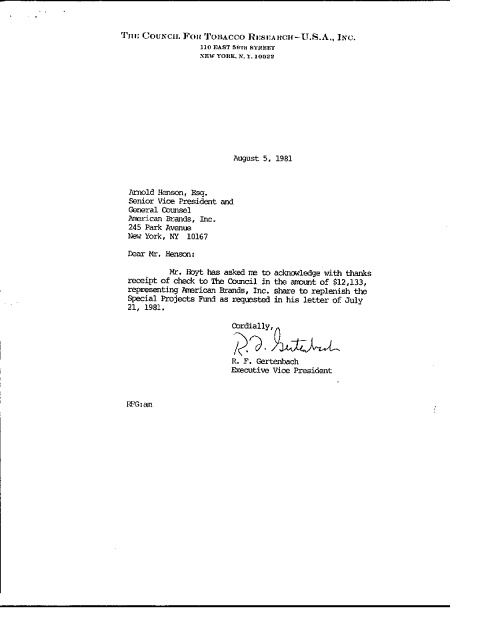 THE COUNCIL FOR TOBACCO RESEARCH-U.S.A., INC.
110 EAST 59TH STREET
NEW YORK, N. Y. 10022
August 5, 1981
Arnold Henson, Esq.
Senior Vice President and
General Counsel
American Brands, Inc.
245 Park Avenue
New York, NY 10167
Dear Mr. Henson:
Mr. Hoyt has asked me to acknowledge with thanks
receipt of check to The Council in the amount of $12,133,
representing American Brands, Inc. share to replenish the
Special Projects Fund as requested in his letter of July
21, 1981.
Cordially,
R. F. Gertenbach
R. F. Gertenbach
Executive Vice President
RFG:am